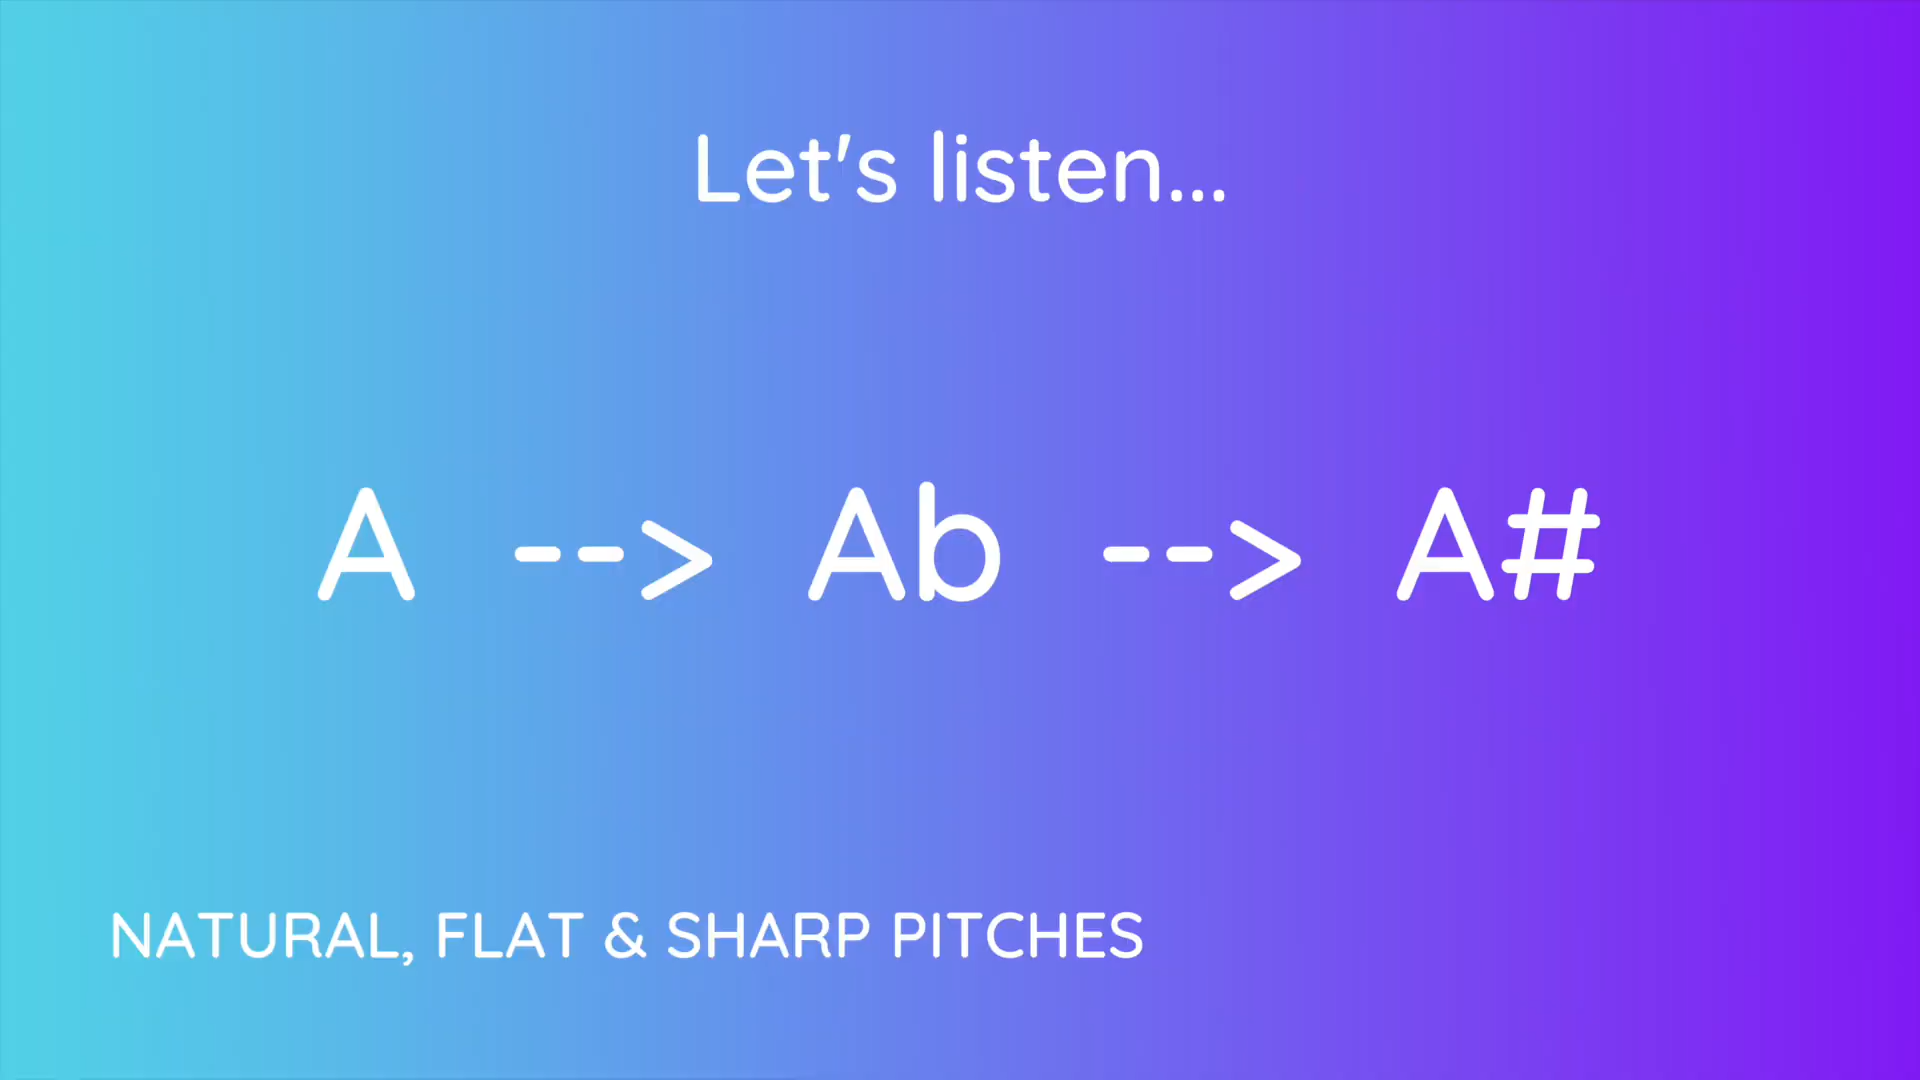 Let's listen...
A --> Ab --> A#
NATURAL, FLAT & SHARP PITCHES